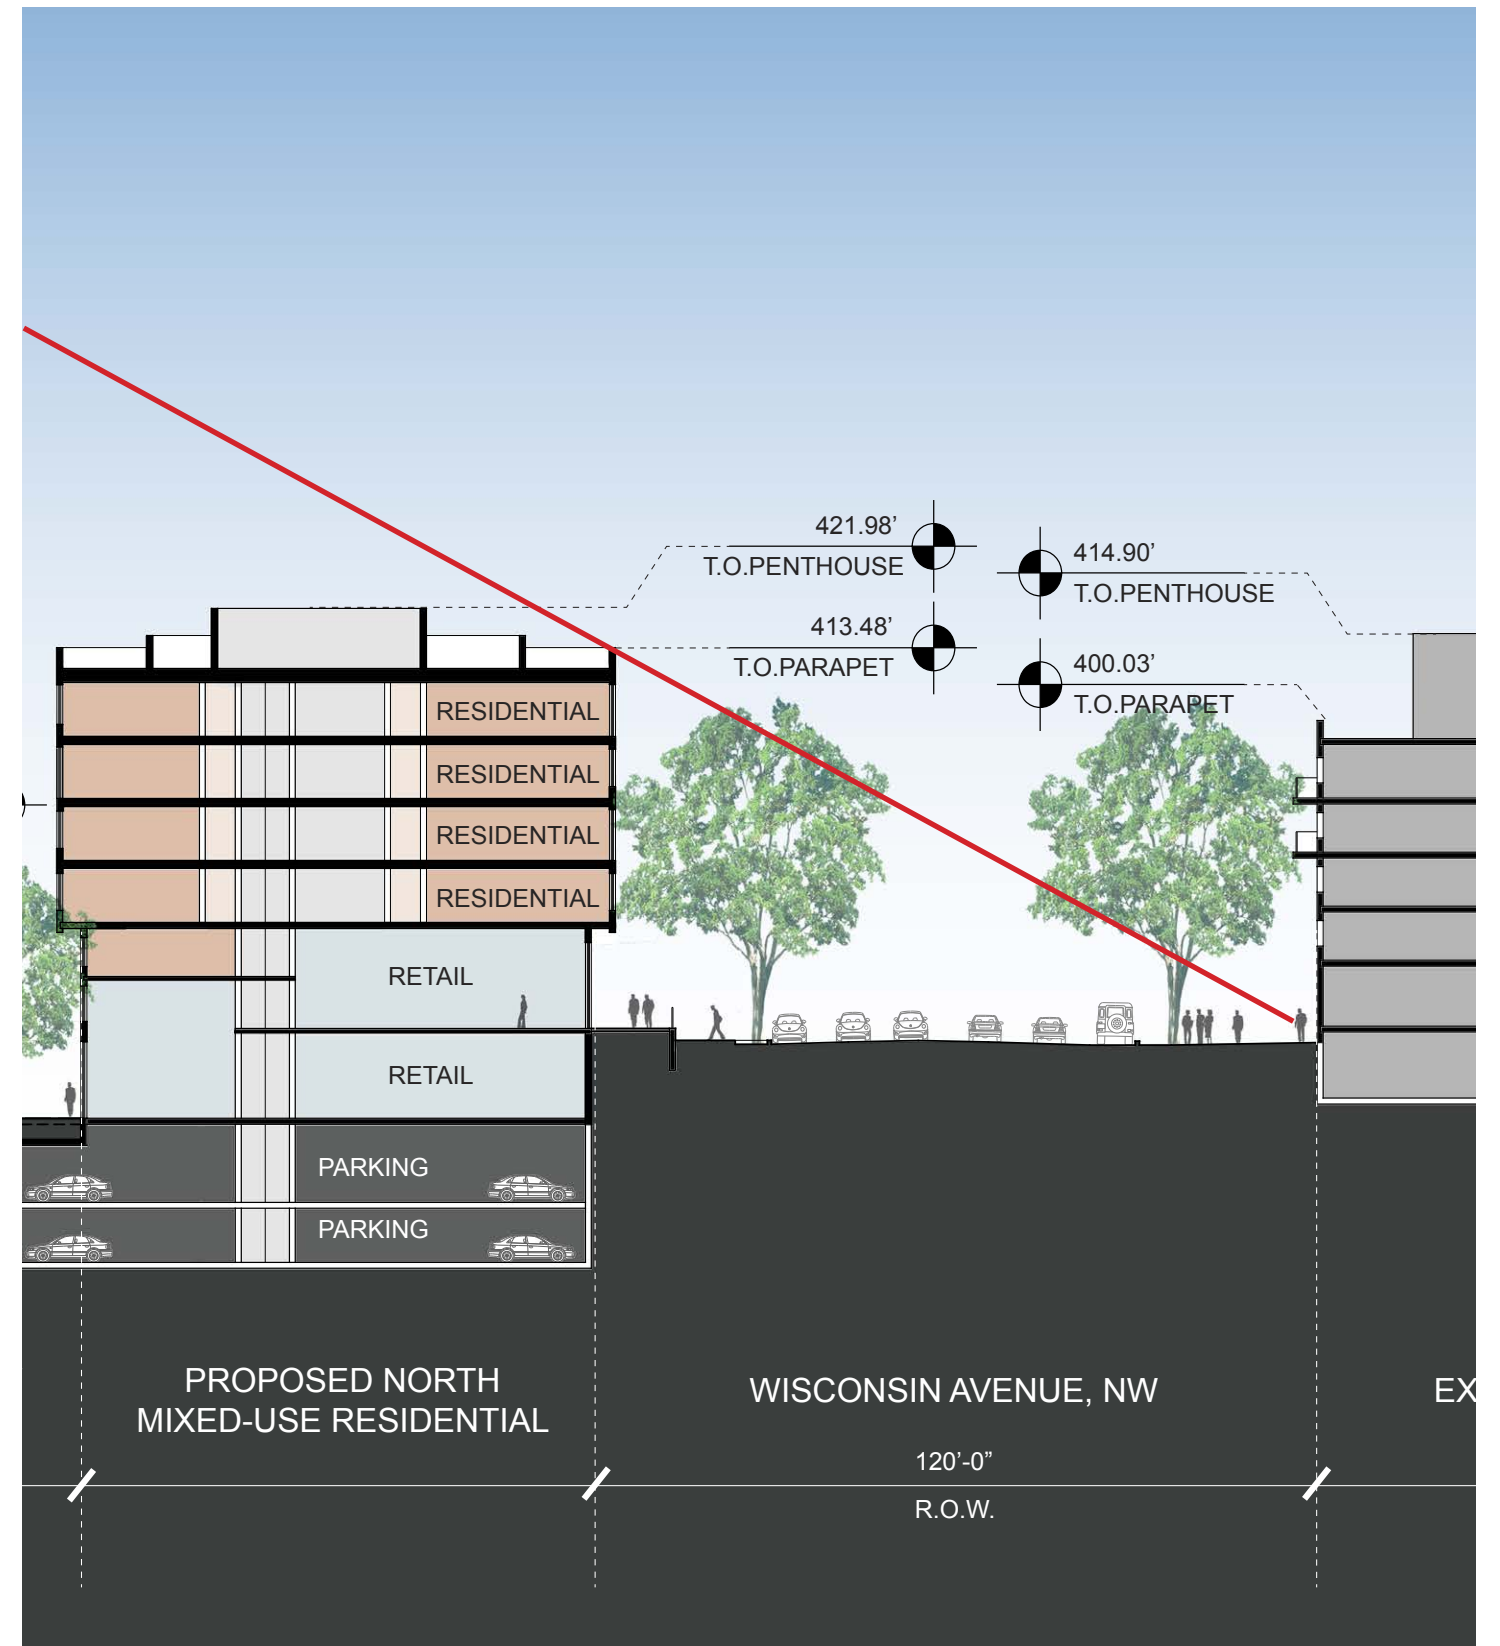 421.98’
T.O.PENTHOUSE
414.90’
T.O.PENTHOUSE
413.48’
T.O.PARAPET
400.03’
T.O.PARAPET
RESIDENTIAL
RESIDENTIAL
RESIDENTIAL
RESIDENTIAL
RETAIL
RETAIL
PARKING
PARKING
PROPOSED NORTH
MIXED-USE RESIDENTIAL
WISCONSIN AVENUE, NW
EX
120’-0”
R.O.W.